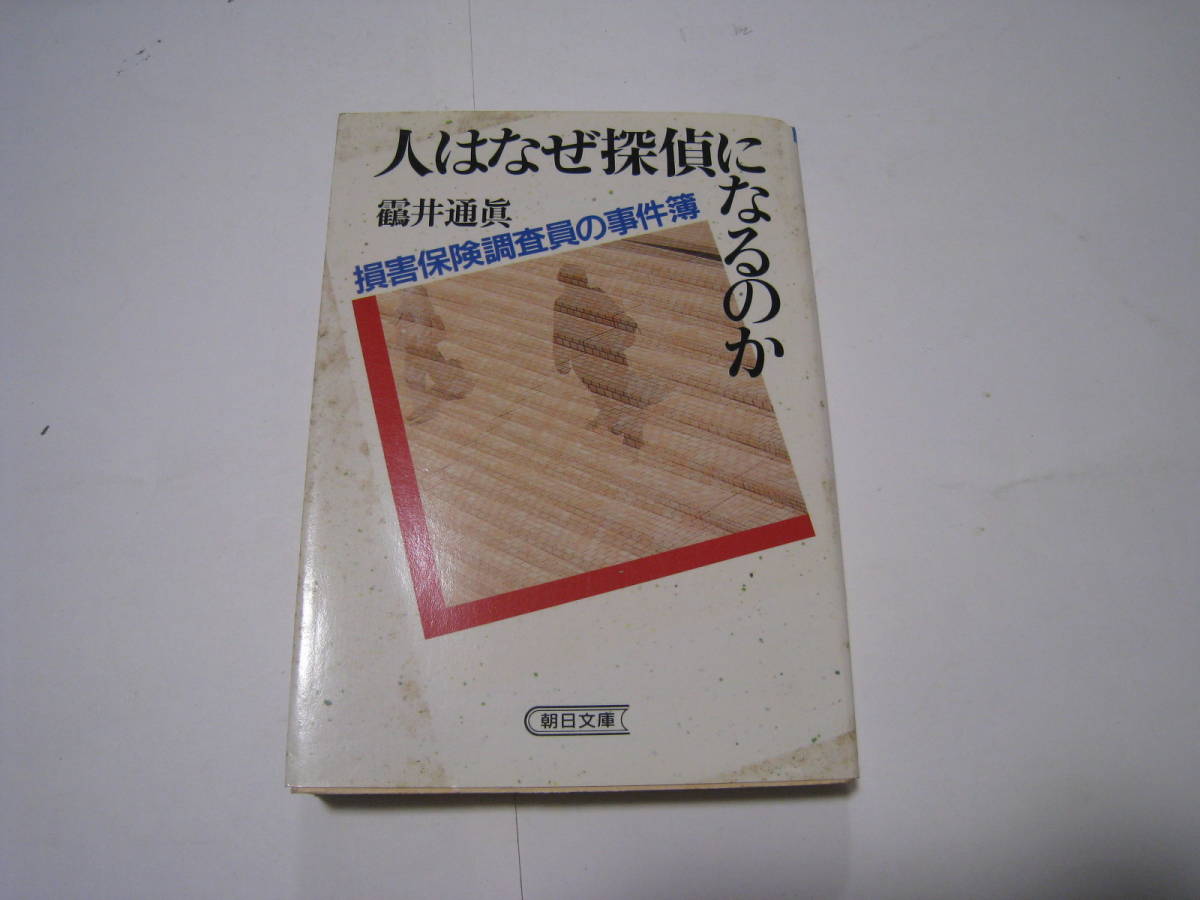 人はなぜ探偵になるのか
靍井通眞
損害保険調査員の事件簿
朝日文庫